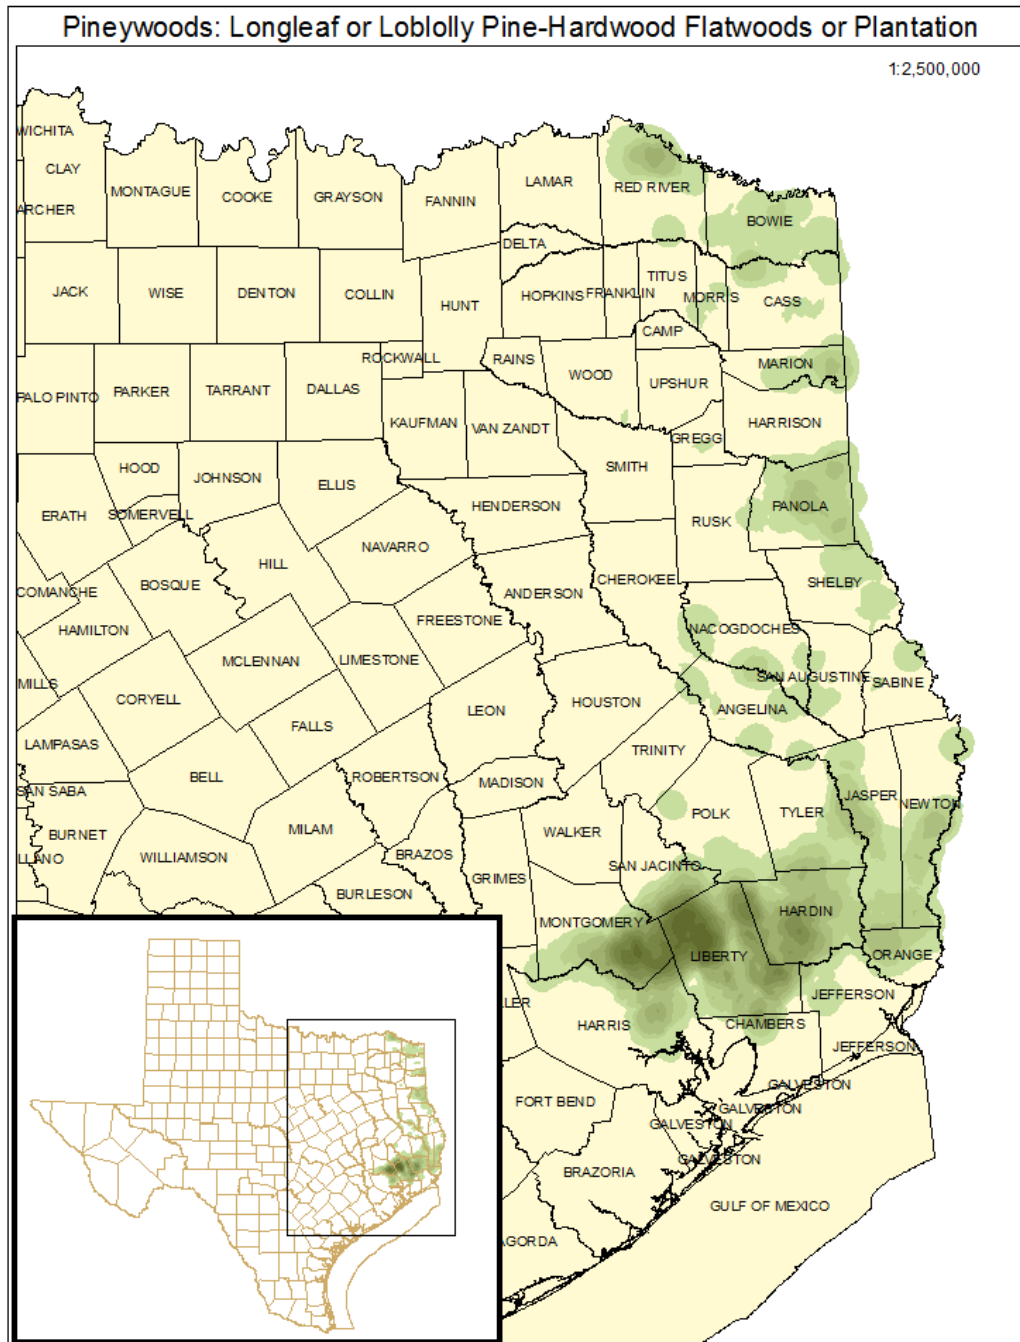 Pineywoods: Longleaf or Loblolly Pine-Hardwood Flatwoods or Plantation
1:2,500,000
WICHITA
CLAY
MONTAGUE
COOKE
GRAYSON
FANNIN
LAMAR
RED RIVER
BOWIE
ARCHER
DELTA
TITUS
JACK
WISE
DENTON
COLLIN
HUNT
HOPKINS
FRANKLIN
MORRIS
CASS
CAMP
ROCKWALL
RAINS
WOOD
UPSHUR
MARION
PALO PINTO
PARKER
TARRANT
DALLAS
KAUFMAN
VAN ZANDT
GREGG
HARRISON
HOOD
JOHNSON
ELLIS
SMITH
ERATH
SOMERVELL
HENDERSON
RUSK
PANOLA
NAVARRO
HILL
BOSQUE
COMANCHE
ANDERSON
CHEROKEE
SHELBY
HAMILTON
FREESTONE
NACOGDOCHES
MCLENNAN
LIMESTONE
MILLS
CORYELL
SAN AUGUSTINE
SABINE
LEON
HOUSTON
ANGELINA
FALLS
LAMPASAS
TRINITY
BELL
ROBERTSON
MADISON
SAN SABA
JASPER
NEWTON
BURNET
MILAM
WALKER
POLK
TYLER
LLANO
WILLIAMSON
BRAZOS
GRIMES
SAN JACINTO
BURLESON
MONTGOMERY
HARDIN
LIBERTY
ORANGE
LLER
HARRIS
CHAMBERS
JEFFERSON
JEFFERSON
FORT BEND
GALVESTON
GALVESTON
GALVESTON
GALVESTON
BRAZORIA
GULF OF MEXICO
AGORDA